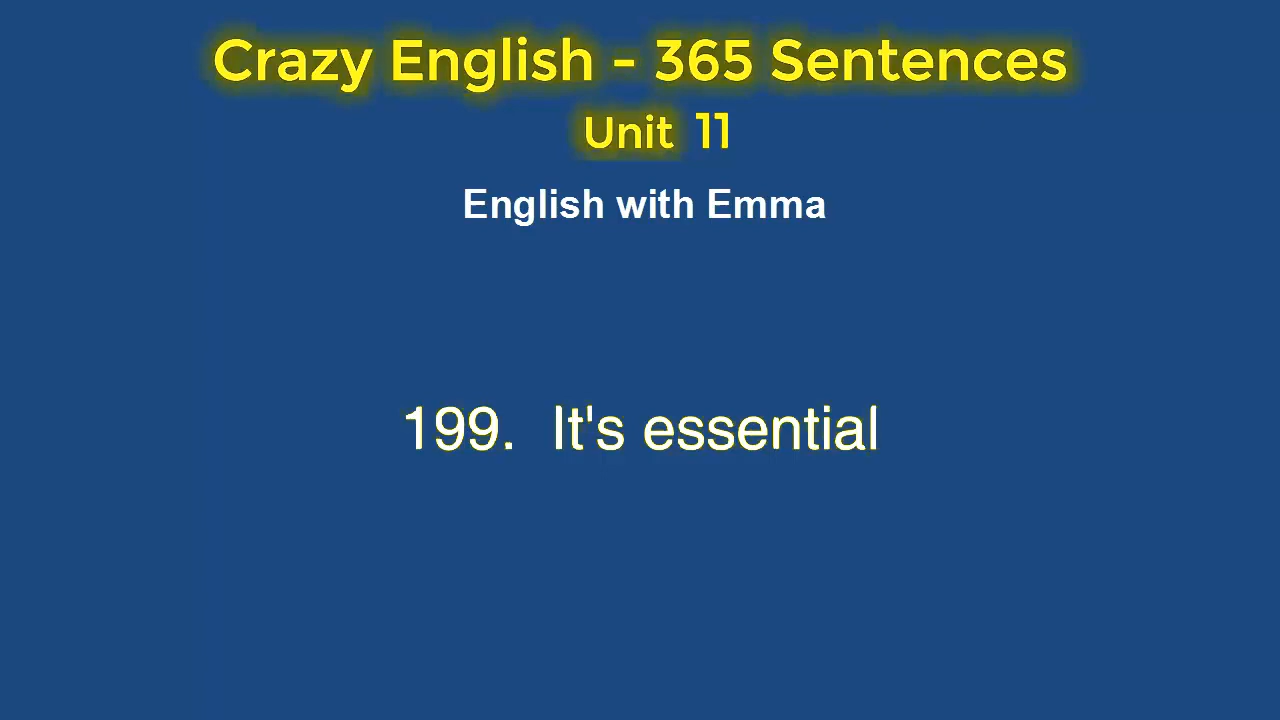 Crazy English - 365 Sentences
Unit 11
English with Emma
199. It's essential